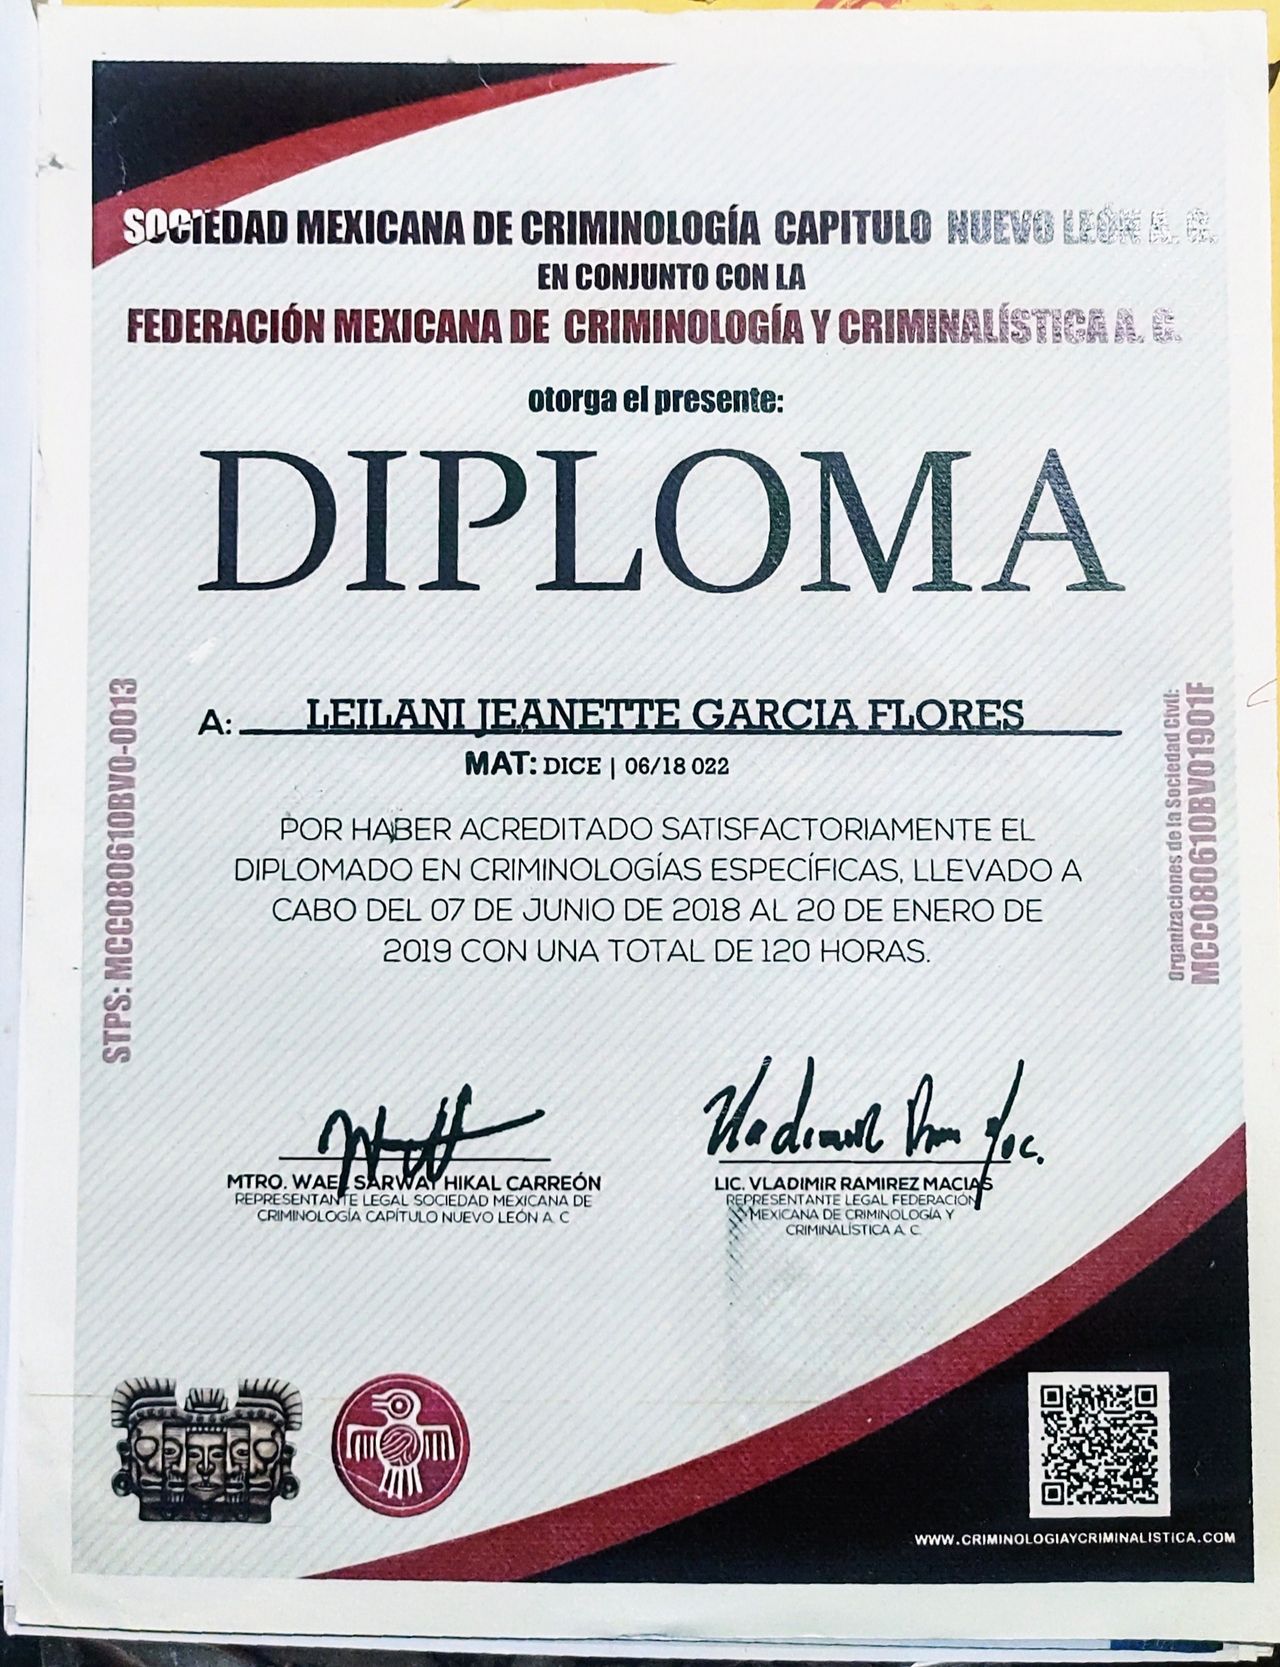 SOCIEDAD MEXICANA DE CRIMINOLOGÍA CAPITULO NUEVO LEÓN A. C.
EN CONJUNTO CON LA
FEDERACIÓN MEXICANA DE CRIMINOLOGÍA Y CRIMINALÍSTICA A. C.
otorga el presente:
DIPLOMA
A: LEILANI JEANETTE GARCIA FLORES
MAT: DICE | 06/18 022
POR HABER ACREDITADO SATISFACTORIAMENTE EL
DIPLOMADO EN CRIMINOLOGÍAS ESPECÍFICAS, LLEVADO A
CABO DEL 07 DE JUNIO DE 2018 AL 20 DE ENERO DE
2019 CON UNA TOTAL DE 120 HORAS.
STPS: MCC080610BV0-0013
Organizaciones de la Sociedad Civil:
MCC080610BV01901F
MTRO. WAEL SARWAT HIKAL CARREÓN
REPRESENTANTE LEGAL SOCIEDAD MEXICANA DE
CRIMINOLOGÍA CAPÍTULO NUEVO LEÓN A. C
LIC. VLADIMIR RAMIREZ MACIAS
REPRESENTANTE LEGAL FEDERACIÓN
MEXICANA DE CRIMINOLOGÍA Y
CRIMINALÍSTICA A. C.
WWW.CRIMINOLOGIAYCRIMINALISTICA.COM